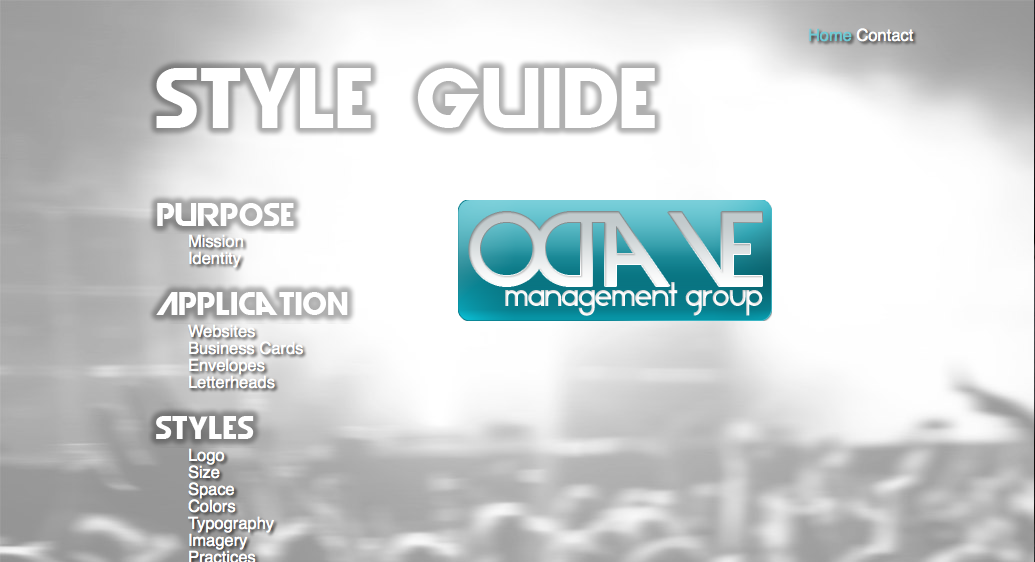 Home Contact
STYLE GUIDE
PURPOSE
Mission
Identity
APPLICATION
Websites
Business Cards
Envelopes
Letterheads
STYLES
Logo
Size
Space
Colors
Typography
Imagery
Practices
OCTAVE
management group